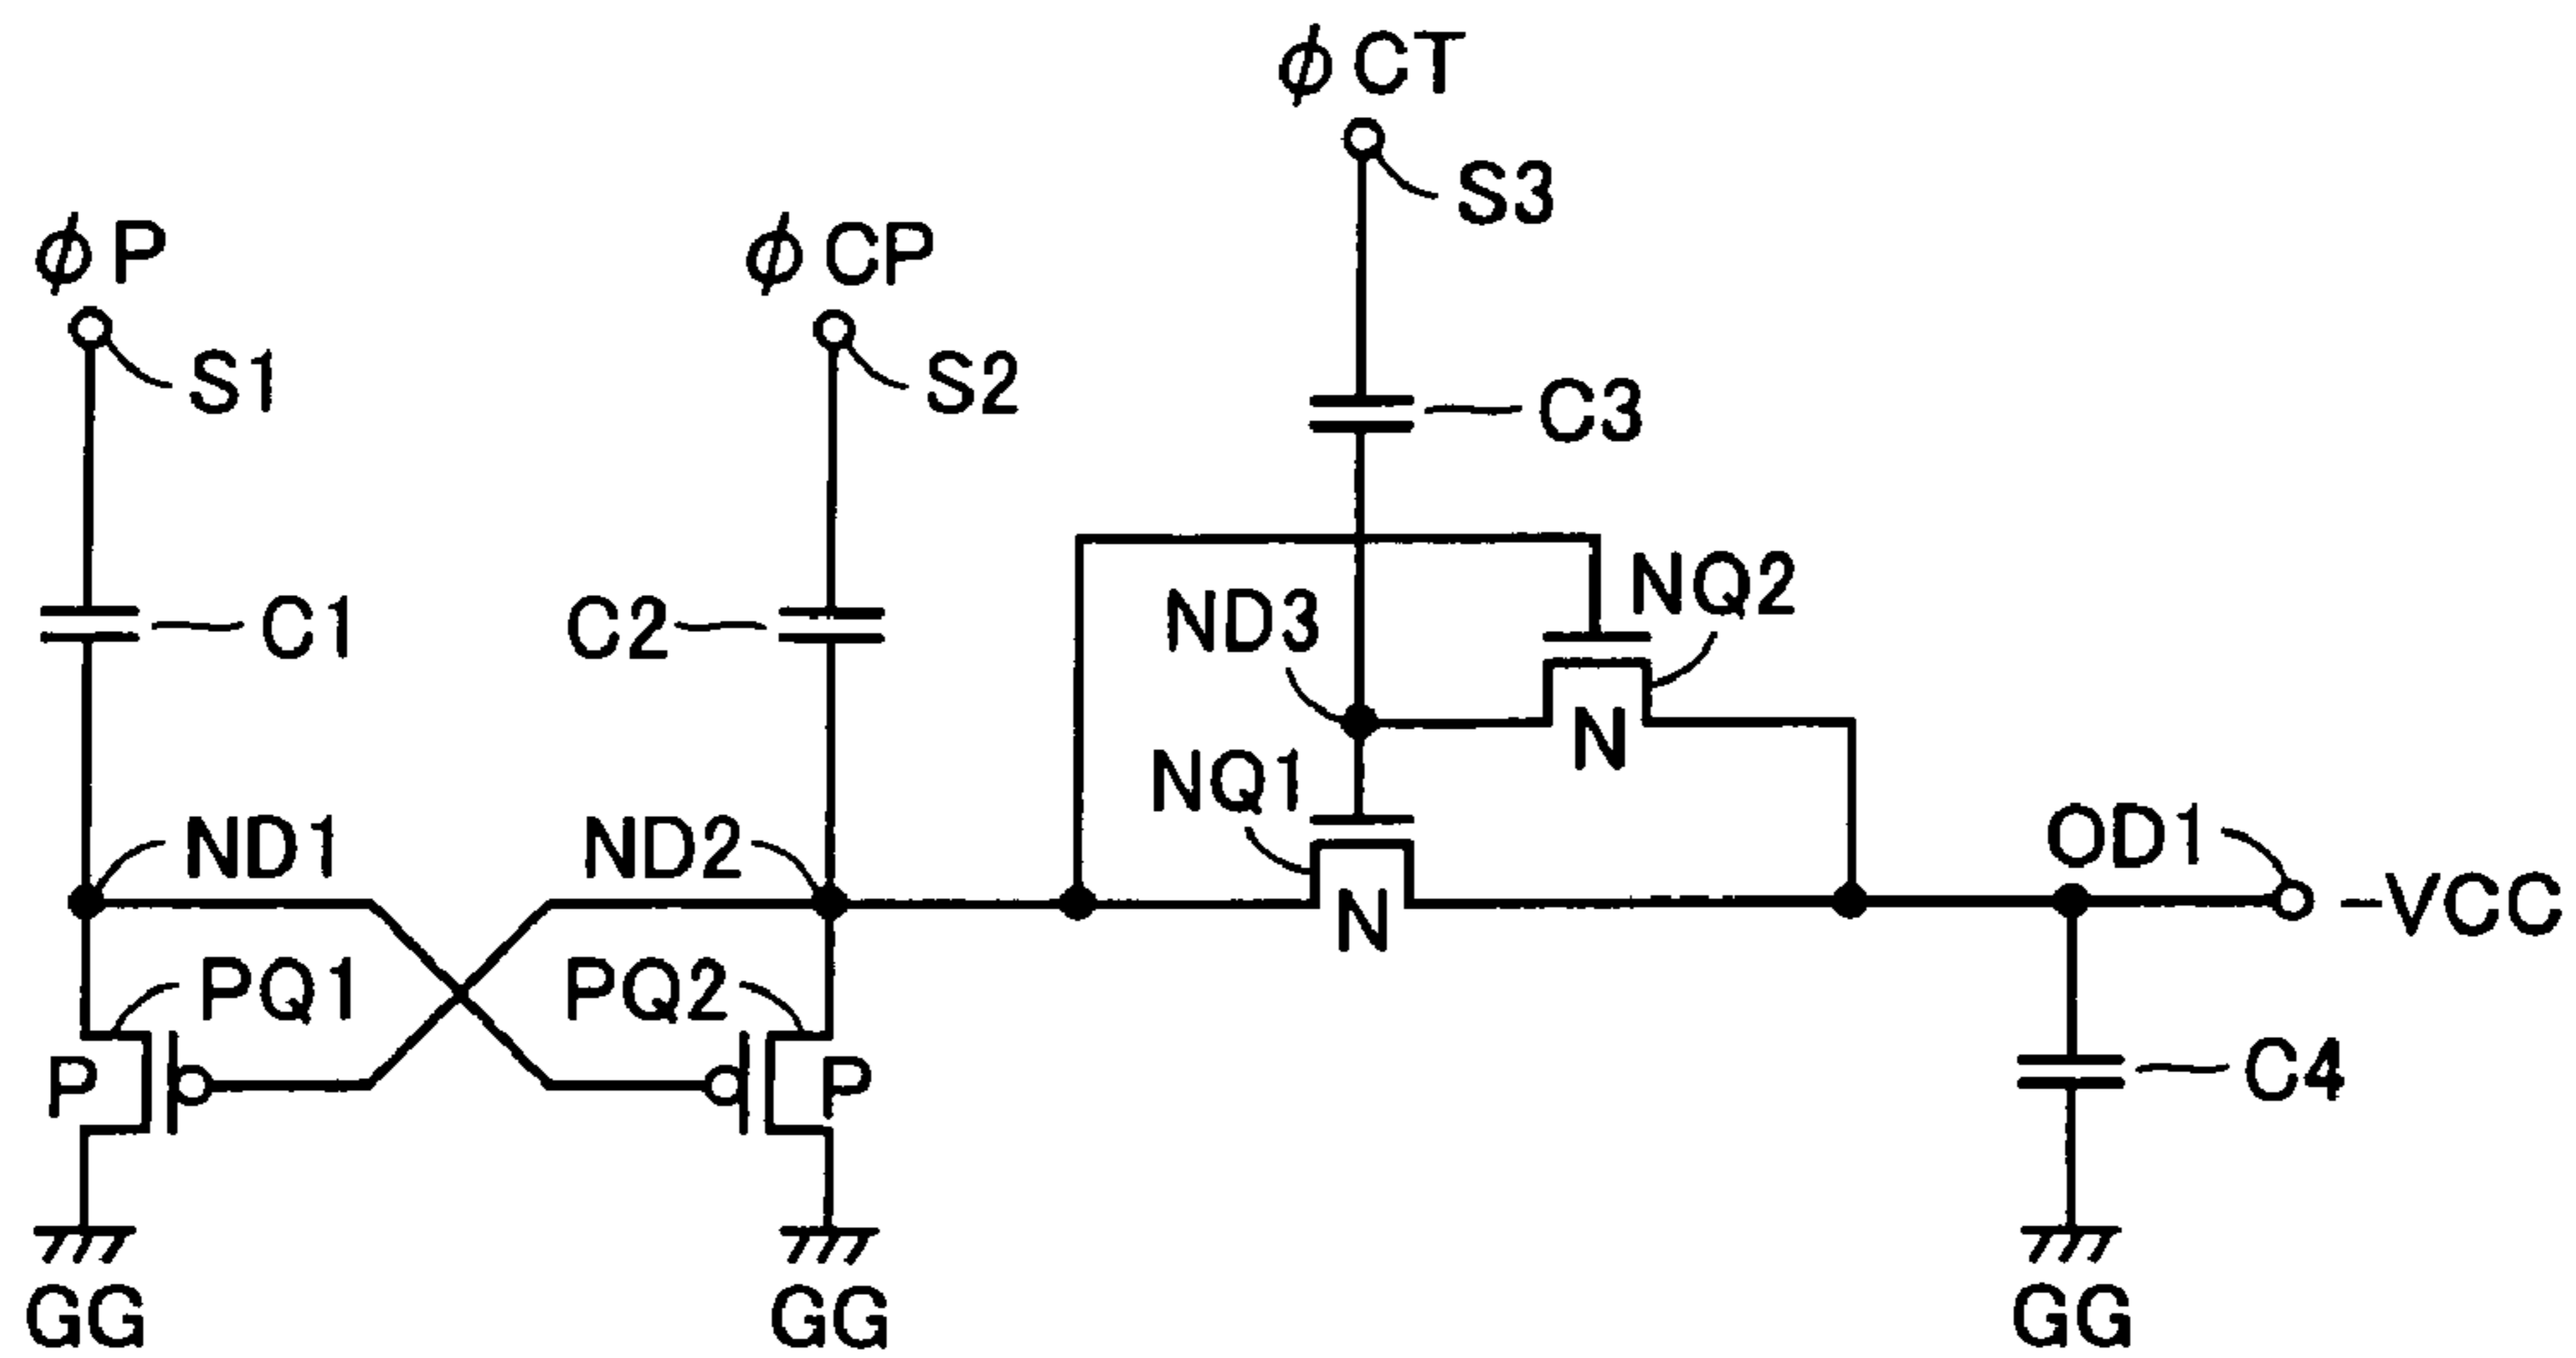 φCT
S3
φP
φCP
S1
S2
C3
C1
C2
ND3
NQ2
N
NQ1
ND1
ND2
OD1
N
-VCC
PQ1
PQ2
P
P
C4
GG
GG
GG